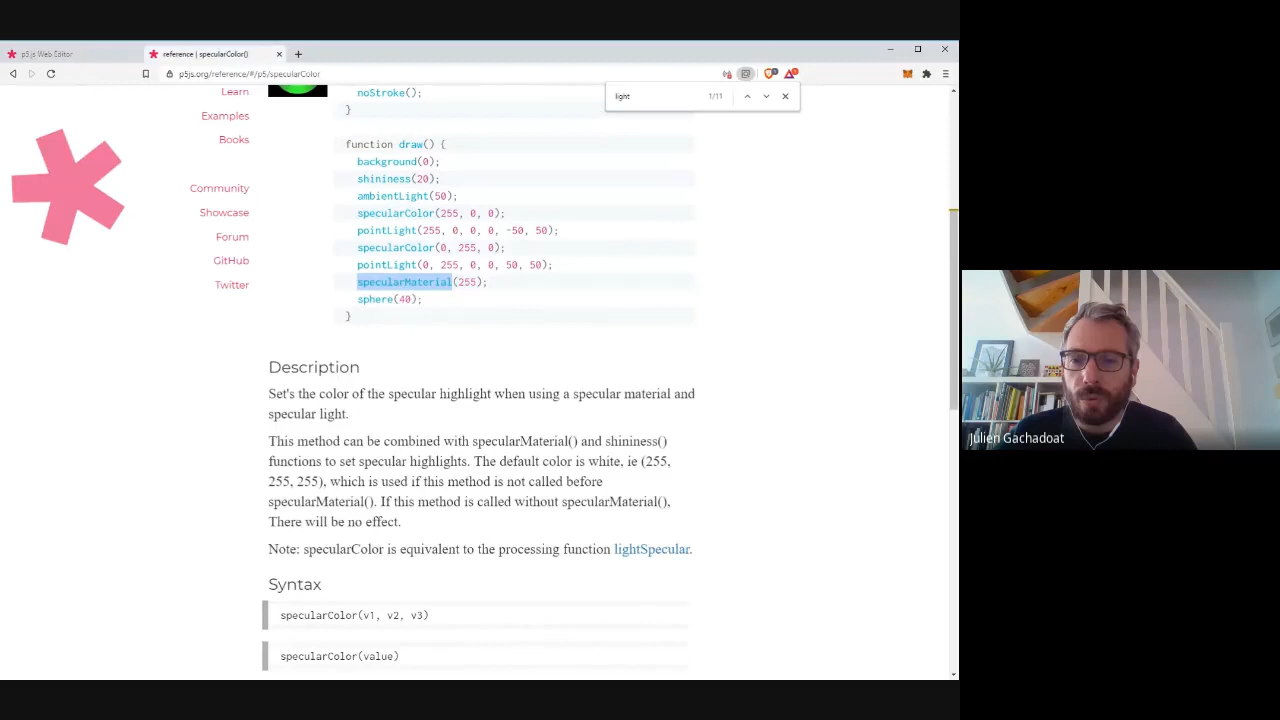 p5.js Web Editor
reference | specularColor()
p5js.org/reference/#/p5/specularColor
light
1/11
Learn
Examples
Books
Community
Showcase
Forum
GitHub
Twitter
noStroke();
}
function draw() {
background(0);
shininess(20);
ambientLight(50);
specularColor(255, 0, 0);
pointLight(255, 0, 0, 0, -50, 50);
specularColor(0, 255, 0);
pointLight(0, 255, 0, 0, 50, 50);
specularMaterial(255);
sphere(40);
}
Description
Set's the color of the specular highlight when using a specular material and
specular light.
This method can be combined with specularMaterial() and shininess()
functions to set specular highlights. The default color is white, ie (255,
255, 255), which is used if this method is not called before
specularMaterial(). If this method is called without specularMaterial(),
There will be no effect.
Note: specularColor is equivalent to the processing function lightSpecular.
Syntax
specularColor(v1, v2, v3)
specularColor(value)
Julien Gachadoat